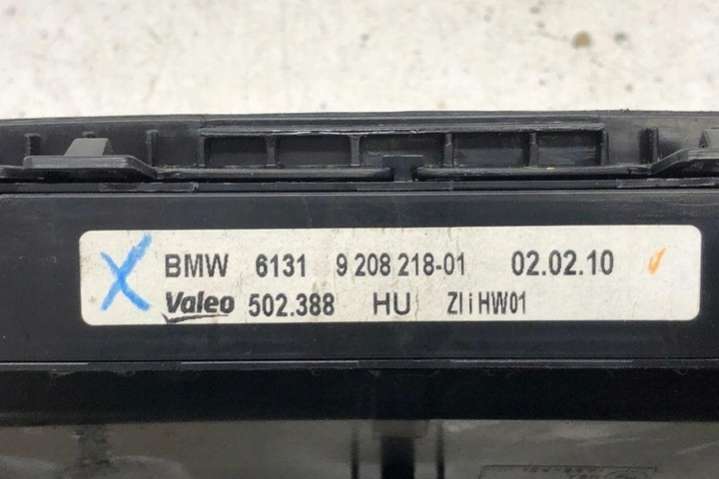 BMW 6131 9 208 218-01 02.02.10
Valeo 502.388 HU ZIiHW01